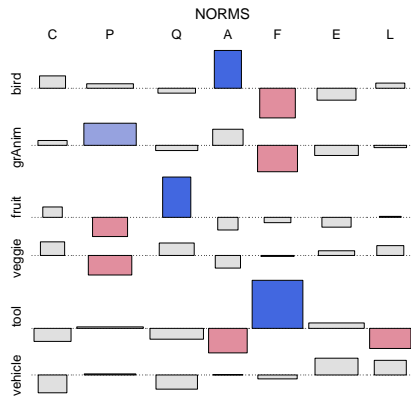 NORMS
C P Q A F E L
bird
grAnim
fruit
veggie
tool
vehicle